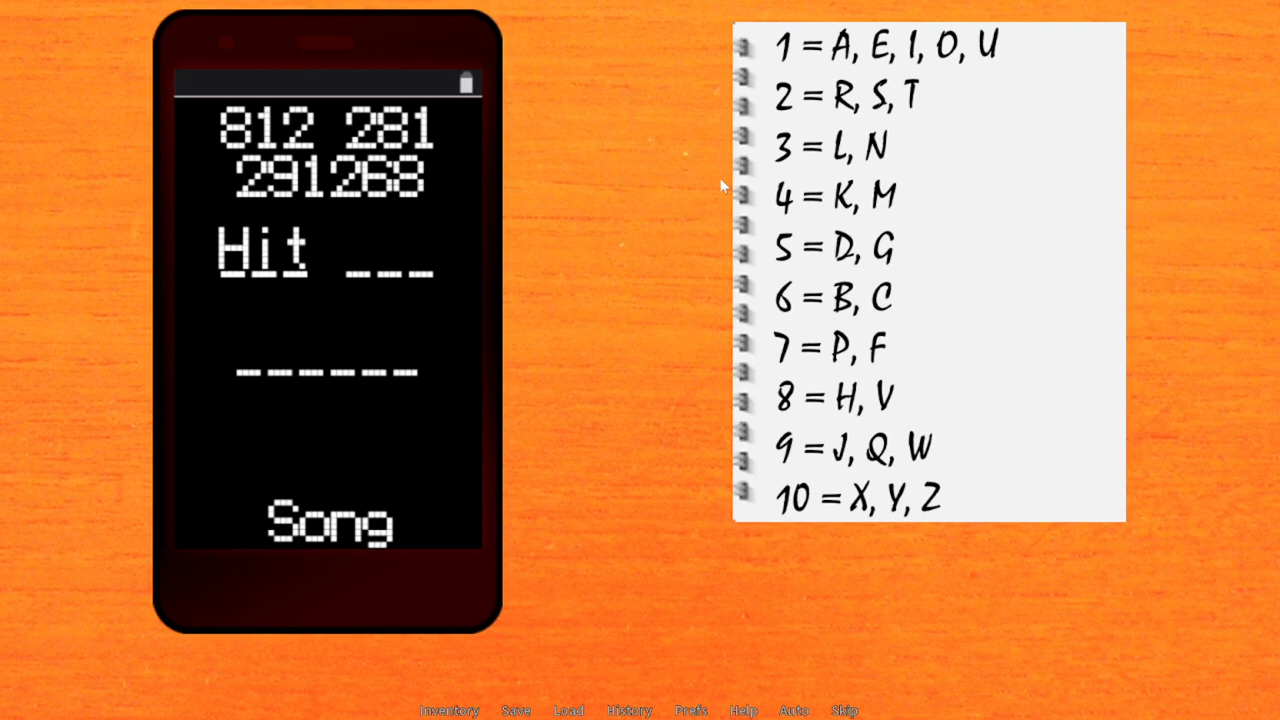 812 281
291268
Hit ___
______
Song
1 = A, E, I, O, U
2 = R, S, T
3 = L, N
4 = K, M
5 = D, G
6 = B, C
7 = P, F
8 = H, V
9 = J, Q, W
10 = X, Y, Z
Inventory Save Load History Prefs Help Auto Skip